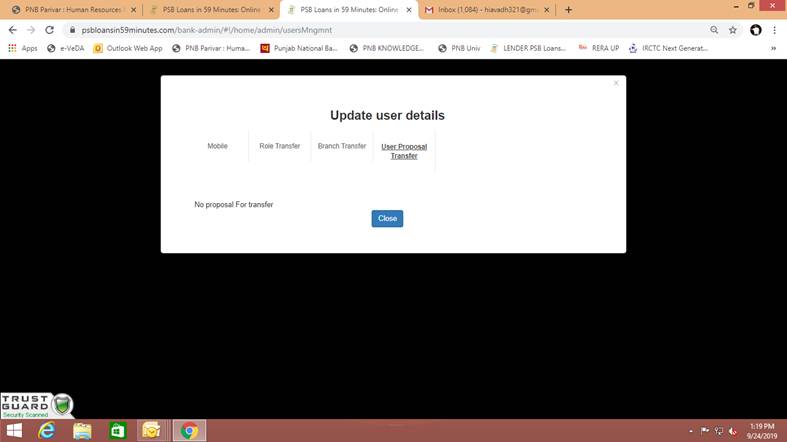 PNB Parivar : Human Resources
PSB Loans in 59 Minutes: Online
PSB Loans in 59 Minutes: Online
Inbox (1,084) - hiavadh321@gm
psbloansin59minutes.com/bank-admin/#!/home/admin/usersMngmnt
Apps
e-VeDA
Outlook Web App
PNB Parivar : Huma...
Punjab National Ba...
PNB KNOWLEDGE...
PNB Univ
LENDER PSB Loans...
RERA UP
IRCTC Next Generat...
»
×
Update user details
Mobile
Role Transfer
Branch Transfer
User Proposal
Transfer
No proposal For transfer
Close
TRUST
GUARD
Security Scanned
1:19 PM
9/24/2019